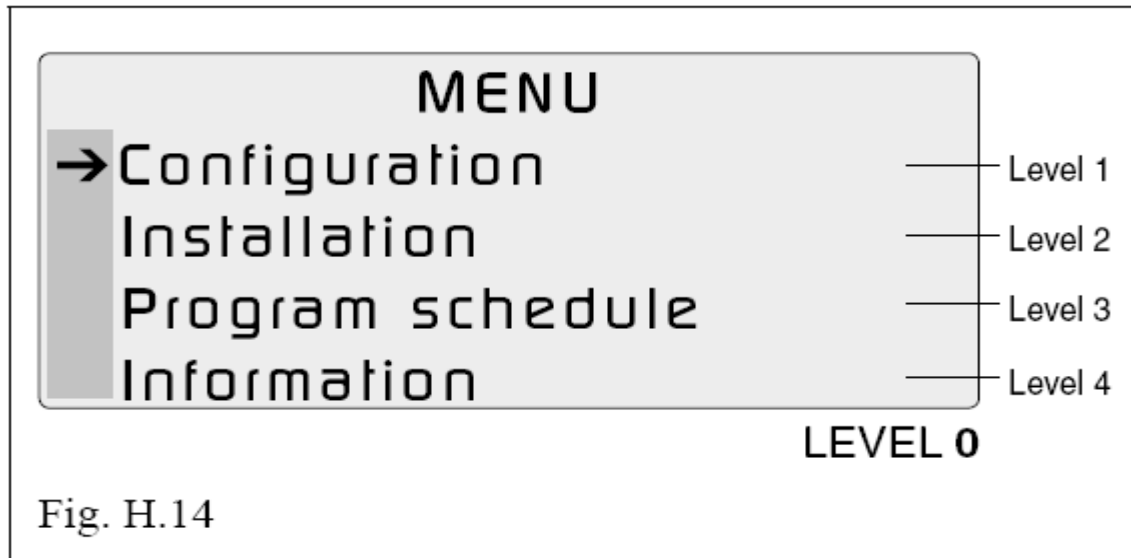 MENU
→Configuration Level 1
Installation Level 2
Program schedule Level 3
Information Level 4
LEVEL 0
Fig. H.14